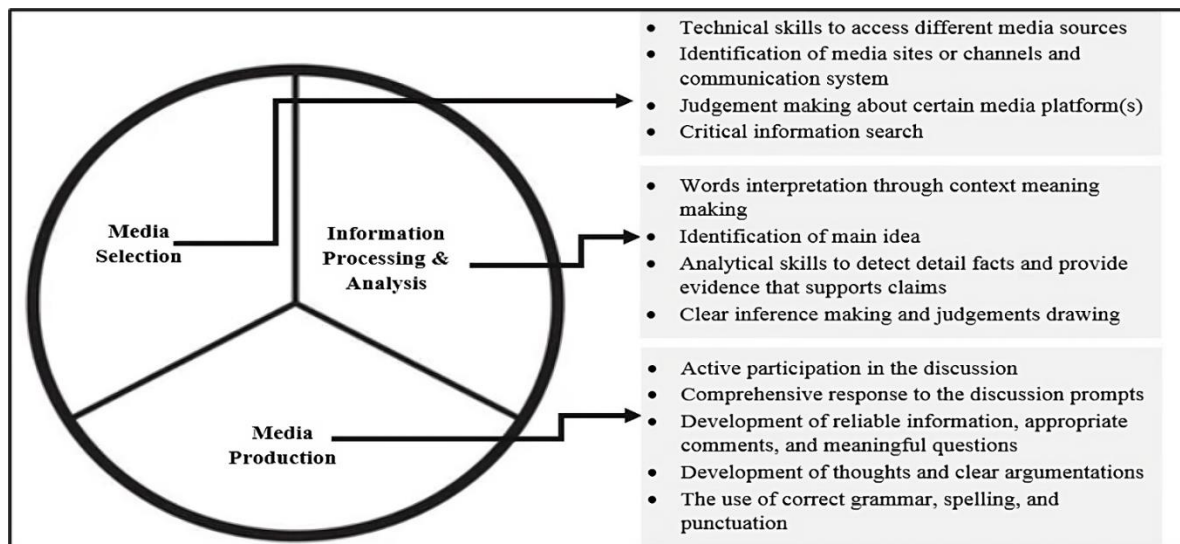 Media
Selection
Information
Processing &
Analysis
Media
Production
• Technical skills to access different media sources
• Identification of media sites or channels and
communication system
• Judgement making about certain media platform(s)
• Critical information search
• Words interpretation through context meaning
making
• Identification of main idea
• Analytical skills to detect detail facts and provide
evidence that supports claims
• Clear inference making and judgements drawing
• Active participation in the discussion
• Comprehensive response to the discussion prompts
• Development of reliable information, appropriate
comments, and meaningful questions
• Development of thoughts and clear argumentations
• The use of correct grammar, spelling, and
punctuation